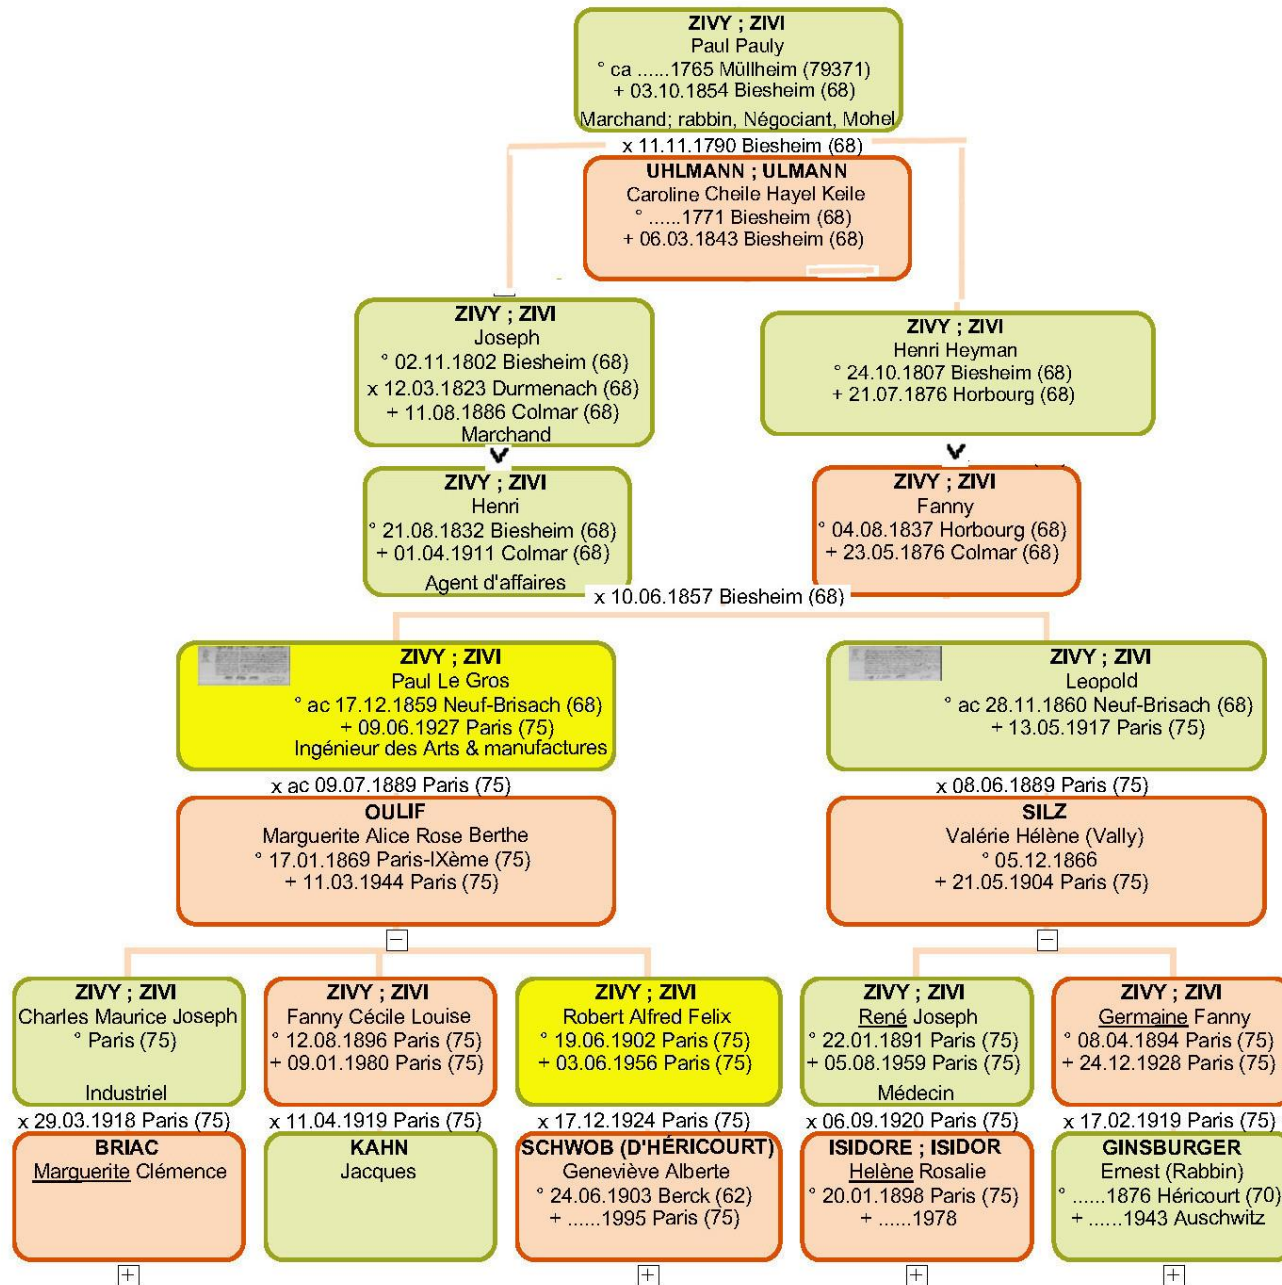 ZIVY ; ZIVI
Paul Pauly
° ca ......1765 Müllheim (79371)
+ 03.10.1854 Biesheim (68)
Marchand; rabbin, Négociant, Mohel
x 11.11.1790 Biesheim (68)
UHLMANN ; ULMANN
Caroline Cheile Hayel Keile
° ......1771 Biesheim (68)
+ 06.03.1843 Biesheim (68)
ZIVY ; ZIVI
Joseph
° 02.11.1802 Biesheim (68)
x 12.03.1823 Durmenach (68)
+ 11.08.1886 Colmar (68)
Marchand
ZIVY ; ZIVI
Henri Heyman
° 24.10.1807 Biesheim (68)
+ 21.07.1876 Horbourg (68)
ZIVY ; ZIVI
Henri
° 21.08.1832 Biesheim (68)
+ 01.04.1911 Colmar (68)
Agent d'affaires
ZIVY ; ZIVI
Fanny
° 04.08.1837 Horbourg (68)
+ 23.05.1876 Colmar (68)
x 10.06.1857 Biesheim (68)
ZIVY ; ZIVI
Paul Le Gros
° ac 17.12.1859 Neuf-Brisach (68)
+ 09.06.1927 Paris (75)
Ingénieur des Arts & manufactures
x ac 09.07.1889 Paris (75)
OULIF
Marguerite Alice Rose Berthe
° 17.01.1869 Paris-IXème (75)
+ 11.03.1944 Paris (75)
ZIVY ; ZIVI
Leopold
° ac 28.11.1860 Neuf-Brisach (68)
+ 13.05.1917 Paris (75)
x 08.06.1889 Paris (75)
SILZ
Valérie Hélène (Vally)
° 05.12.1866
+ 21.05.1904 Paris (75)
ZIVY ; ZIVI
Charles Maurice Joseph
° Paris (75)
Industriel
x 29.03.1918 Paris (75)
BRIAC
Marguerite Clémence
ZIVY ; ZIVI
Fanny Cécile Louise
° 12.08.1896 Paris (75)
+ 09.01.1980 Paris (75)
x 11.04.1919 Paris (75)
KAHN
Jacques
ZIVY ; ZIVI
Robert Alfred Felix
° 19.06.1902 Paris (75)
+ 03.06.1956 Paris (75)
x 17.12.1924 Paris (75)
SCHWOB (D'HÉRICOURT)
Geneviève Alberte
° 24.06.1903 Berck (62)
+ ......1995 Paris (75)
ZIVY ; ZIVI
René Joseph
° 22.01.1891 Paris (75)
+ 05.08.1959 Paris (75)
Médecin
x 06.09.1920 Paris (75)
ISIDORE ; ISIDOR
Helène Rosalie
° 20.01.1898 Paris (75)
+ ......1978
ZIVY ; ZIVI
Germaine Fanny
° 08.04.1894 Paris (75)
+ 24.12.1928 Paris (75)
x 17.02.1919 Paris (75)
GINSBURGER
Ernest (Rabbin)
° ......1876 Héricourt (70)
+ ......1943 Auschwitz